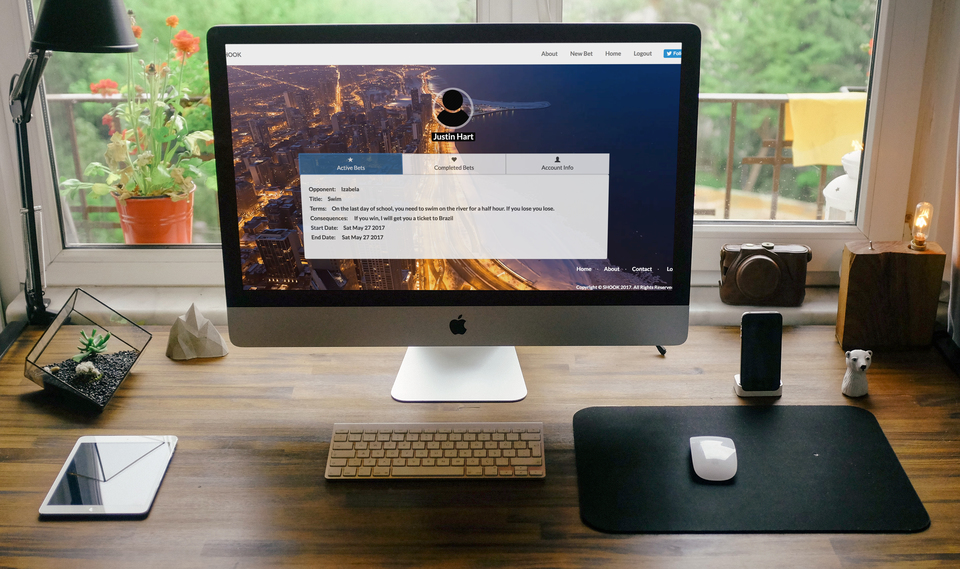 About New Bet Home Logout
Justin Hart
Active Bets Completed Bets Account Info
Opponent: Izabela
Title: Swim
Terms: On the last day of school, you need to swim on the river for a half hour. If you lose you lose.
Consequences: If you win, I will get you a ticket to Brazil
Start Date: Sat May 27 2017
End Date: Sat May 27 2017
Home About Contact Lo
Copyright © SHOOK 2017. All Rights Reserve